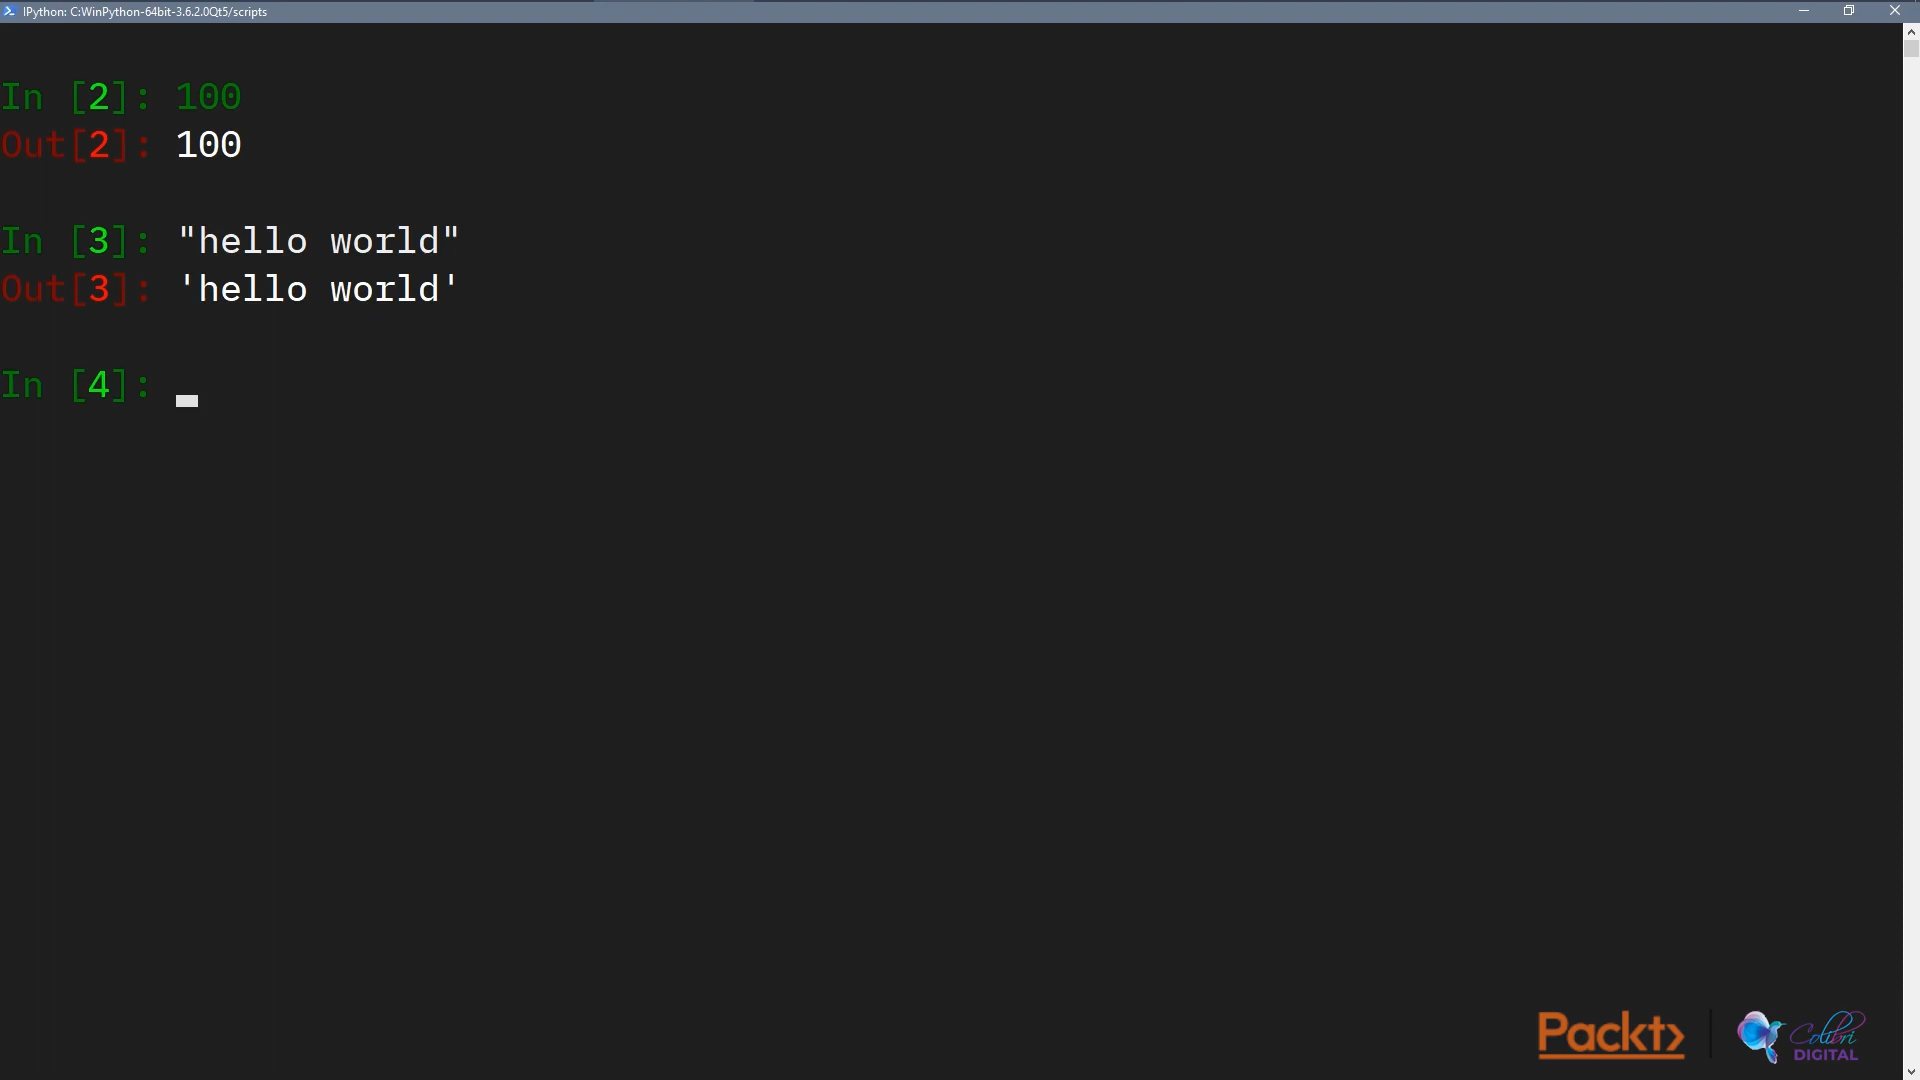 IPython: C:WinPython-64bit-3.6.2.0Qt5/scripts
In [2]: 100
Out[2]: 100
In [3]: "hello world"
Out[3]: 'hello world'
In [4]:
Packt>
Colibri
DIGITAL